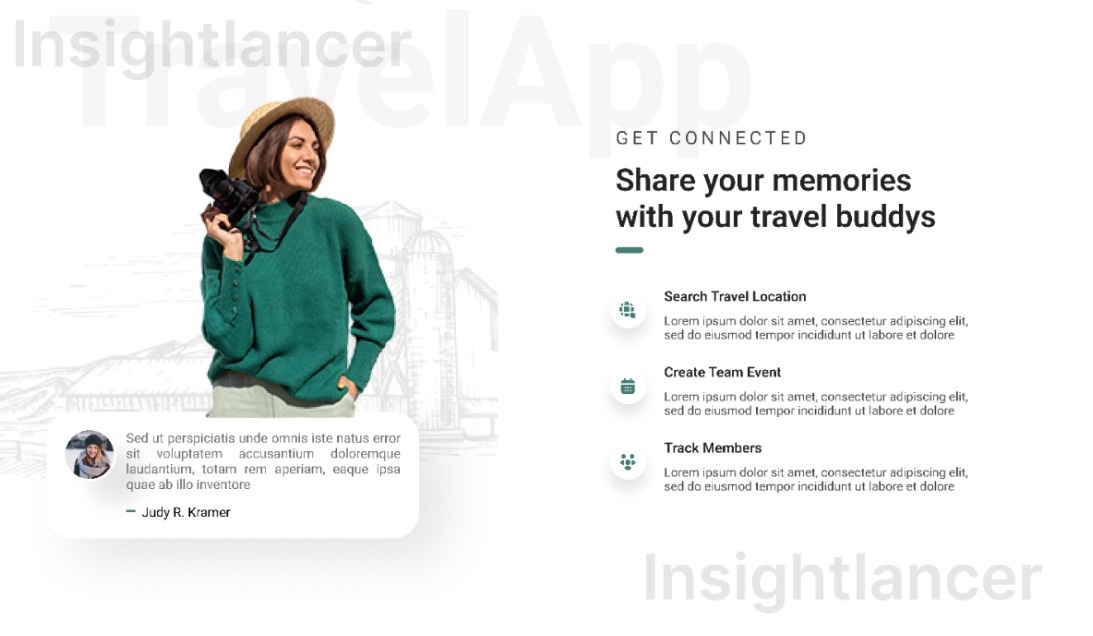 Insightlancer
TravelApp
GET CONNECTED
Share your memories
with your travel buddys
Search Travel Location
Lorem ipsum dolor sit amet, consectetur adipiscing elit,
sed do eiusmod tempor incididunt ut labore et dolore
Create Team Event
Lorem ipsum dolor sit amet, consectetur adipiscing elit,
sed do eiusmod tempor incididunt ut labore et dolore
Track Members
Lorem ipsum dolor sit amet, consectetur adipiscing elit,
sed do eiusmod tempor incididunt ut labore et dolore
Sed ut perspiciatis unde omnis iste natus error
sit voluptatem accusantium doloremque
laudantium, totam rem aperiam, eaque ipsa
quae ab illo inventore
Judy R. Kramer
Insightlancer